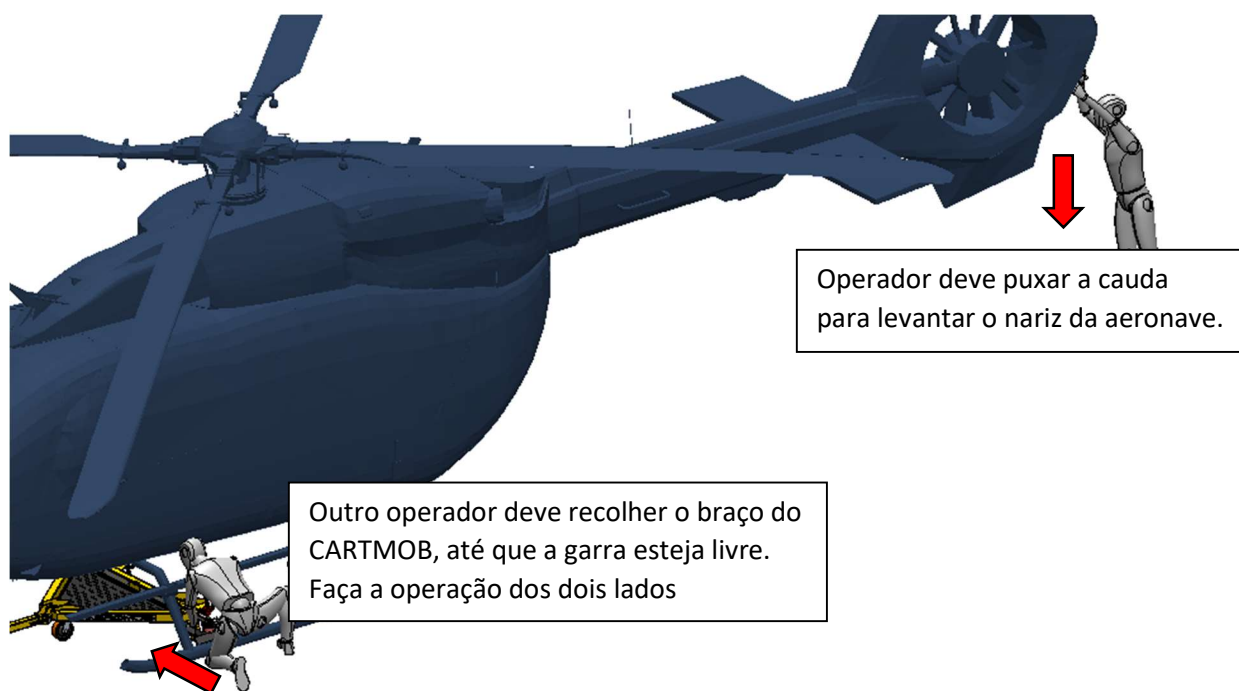 Operador deve puxar a cauda
para levantar o nariz da aeronave.
Outro operador deve recolher o braço do
CARTMOB, até que a garra esteja livre.
Faça a operação dos dois lados